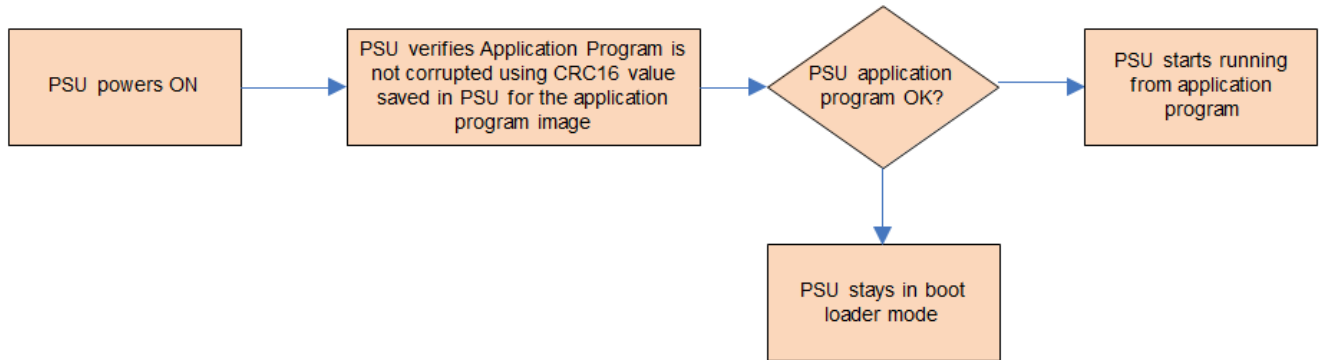 PSU powers ON
PSU verifies Application Program is
not corrupted using CRC16 value
saved in PSU for the application
program image
PSU application
program OK?
PSU starts running
from application
program
PSU stays in boot
loader mode